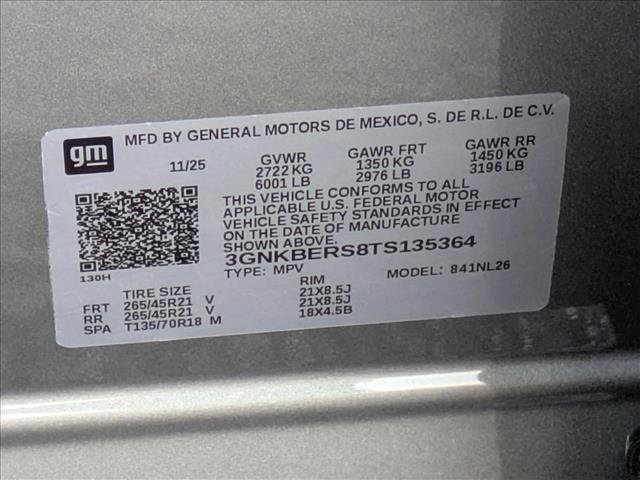 gm
MFD BY GENERAL MOTORS DE MEXICO, S. DE R.L. DE C.V.
11/25
GVWR
2722 KG
6001 LB
GAWR FRT
1350 KG
2976 LB
GAWR RR
1450 KG
3196 LB
THIS VEHICLE CONFORMS TO ALL
APPLICABLE U.S. FEDERAL MOTOR
VEHICLE SAFETY STANDARDS IN EFFECT
ON THE DATE OF MANUFACTURE
SHOWN ABOVE.
3GNKBERS8TS135364
130H
TYPE: MPV MODEL: 841NL26
TIRE SIZE RIM
FRT 265/45R21 V 21X8.5J
RR 265/45R21 V 21X8.5J
SPA T135/70R18 M 18X4.5B